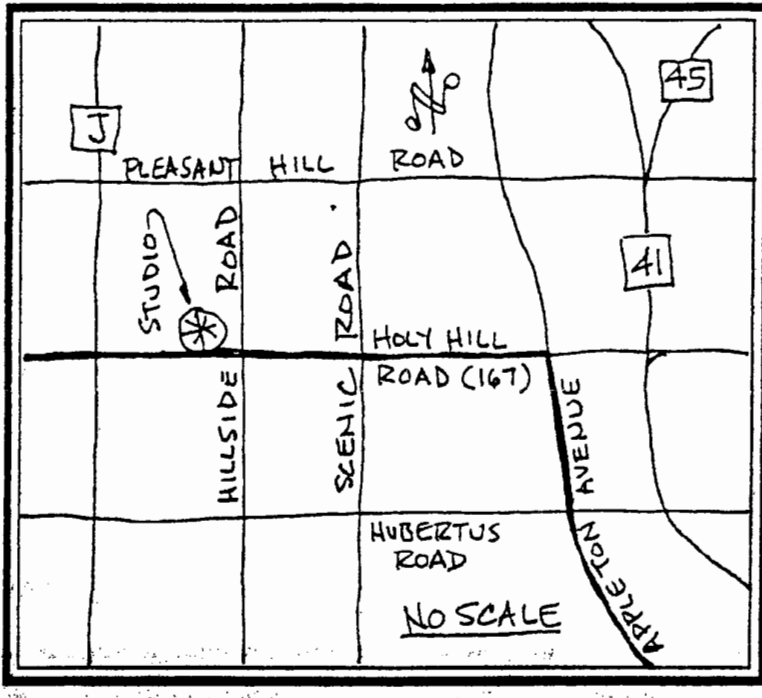 45
J
PLEASANT HILL ROAD
STUDIO
HILLSIDE ROAD
SCENIC ROAD
41
HOLY HILL
ROAD (167)
HUBERTUS
ROAD
APPLETON AVENUE
NO SCALE